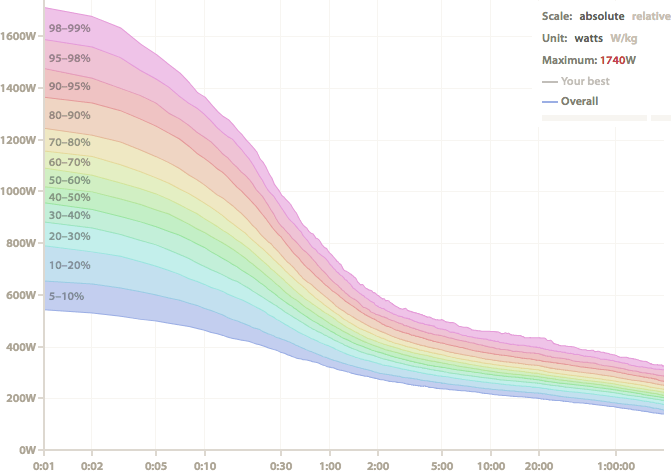 Scale: absolute relative
Unit: watts W/kg
Maximum: 1740W
Your best
Overall
1600W
1400W
1200W
1000W
800W
600W
400W
200W
0W
98–99%
95–98%
90–95%
80–90%
70–80%
60–70%
50–60%
40–50%
30–40%
20–30%
10–20%
5–10%
0:01 0:02 0:05 0:10 0:30 1:00 2:00 5:00 10:00 20:00 1:00:00